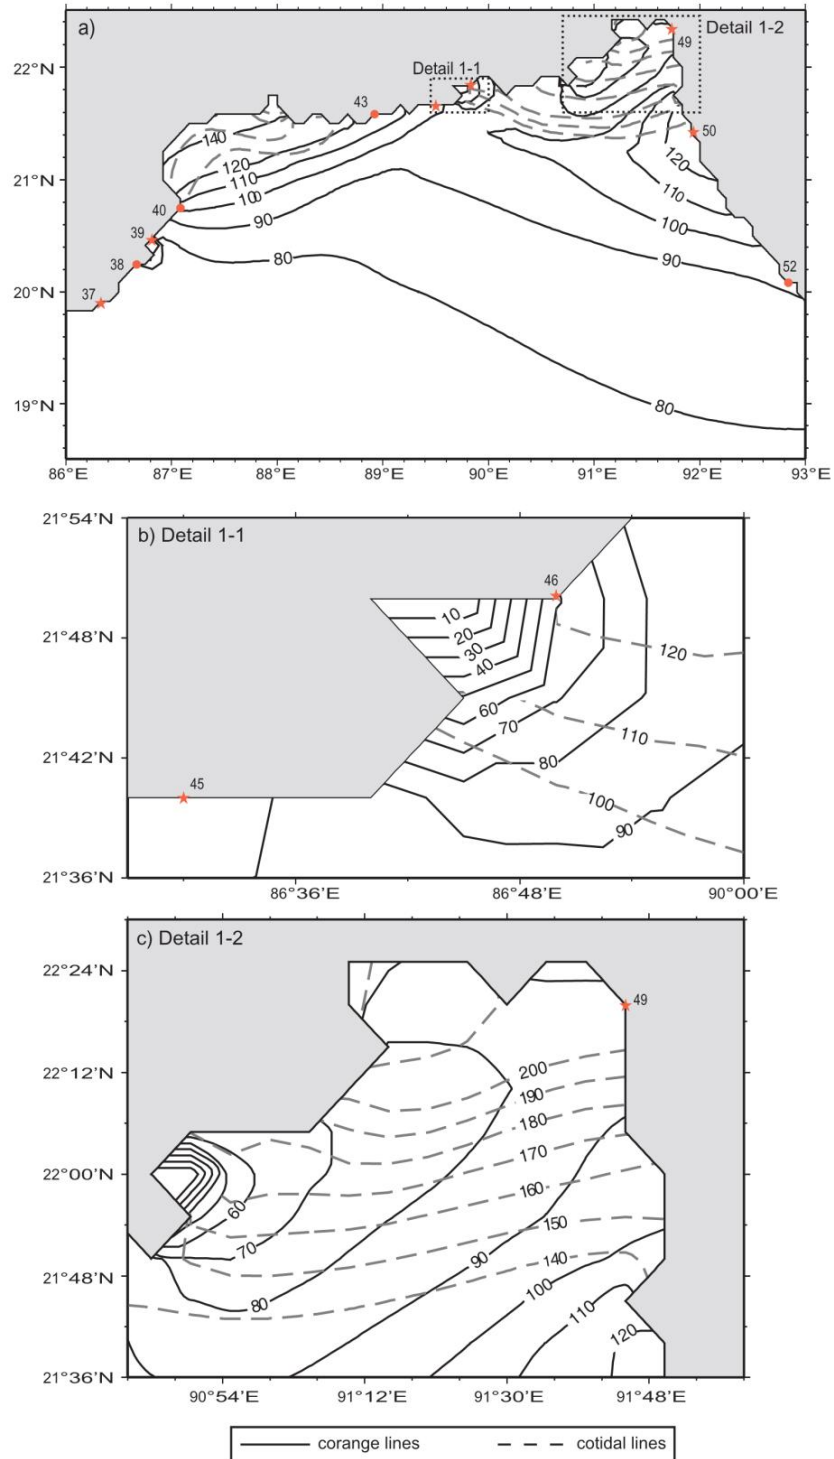 a)
Detail 1-1
Detail 1-2
22°N
21°N
20°N
19°N
86°E 87°E 88°E 89°E 90°E 91°E 92°E 93°E
49
43
50
40
39
38
37
52
140
120
110
100
90
80
120
110
100
90
80
b) Detail 1-1
21°54'N
21°48'N
21°42'N
21°36'N
86°36'E 86°48'E 90°00'E
46
45
10
20
30
40
60
70
80
90
120
110
100
c) Detail 1-2
22°24'N
22°12'N
22°00'N
21°48'N
21°36'N
90°54'E 91°12'E 91°30'E 91°48'E
49
200
190
180
170
160
150
140
60
70
80
90
100
110
120
corange lines cotidal lines